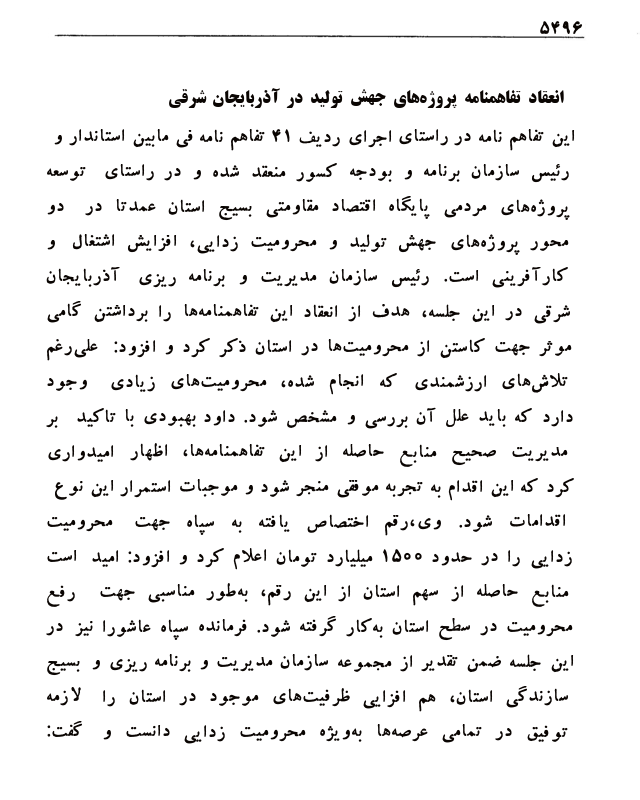 ۵۴۹۶
انعقاد تفاهمنامه پروژه‌های جهش تولید در آذربایجان شرقی
این تفاهم نامه در راستای اجرای ردیف ۴۱ تفاهم نامه فی مابین استاندار و
رئیس سازمان برنامه و بودجه کسور منعقد شده و در راستای توسعه
پروژه‌های مردمی پایگاه اقتصاد مقاومتی بسیج استان عمدتا در دو
محور پروژه‌های جهش تولید و محرومیت زدایی، افزایش اشتغال و
کارآفرینی است. رئیس سازمان مدیریت و برنامه ریزی آذربایجان
شرقی در این جلسه، هدف از انعقاد این تفاهمنامه‌ها را برداشتن گامی
موثر جهت کاستن از محرومیت‌ها در استان ذکر کرد و افزود: علی‌رغم
تلاش‌های ارزشمندی که انجام شده، محرومیت‌های زیادی وجود
دارد که باید علل آن بررسی و مشخص شود. داود بهبودی با تاکید بر
مدیریت صحیح منابع حاصله از این تفاهمنامه‌ها، اظهار امیدواری
کرد که این اقدام به تجربه موفقی منجر شود و موجبات استمرار این نوع
اقدامات شود. وی،رقم اختصاص یافته به سپاه جهت محرومیت
زدایی را در حدود ۱۵۰۰ میلیارد تومان اعلام کرد و افزود: امید است
منابع حاصله از سهم استان از این رقم، به‌طور مناسبی جهت رفع
محرومیت در سطح استان به‌کار گرفته شود. فرمانده سپاه عاشورا نیز در
این جلسه ضمن تقدیر از مجموعه سازمان مدیریت و برنامه ریزی و بسیج
سازندگی استان، هم افزایی ظرفیت‌های موجود در استان را لازمه
توفیق در تمامی عرصه‌ها به‌ویژه محرومیت زدایی دانست و گفت: